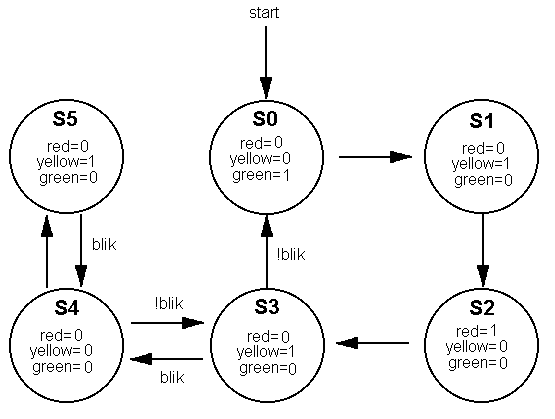 start
S5
red=0
yellow=1
green=0
S0
red=0
yellow=0
green=1
S1
red=0
yellow=1
green=0
blik
!blik
S4
red=0
yellow=0
green=0
!blik
blik
S3
red=0
yellow=1
green=0
S2
red=1
yellow=0
green=0